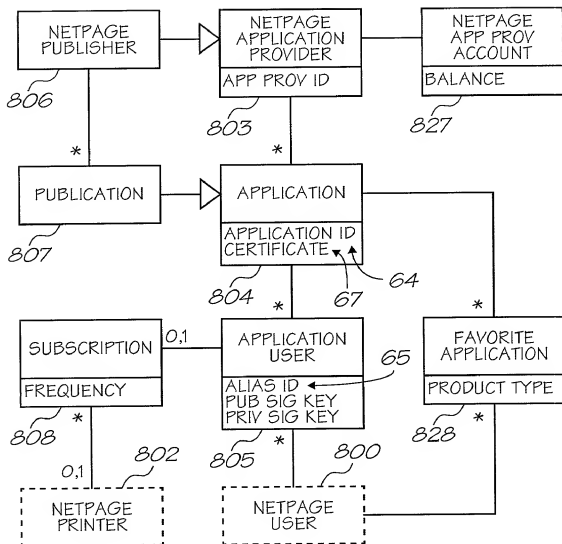 NETPAGE
PUBLISHER
806
NETPAGE
APPLICATION
PROVIDER
APP PROV ID
803
NETPAGE
APP PROV
ACCOUNT
BALANCE
827
*
*
PUBLICATION
807
APPLICATION
APPLICATION ID
CERTIFICATE
804
67
64
*
*
SUBSCRIPTION
FREQUENCY
808
0,1
APPLICATION
USER
ALIAS ID
PUB SIG KEY
PRIV SIG KEY
805
65
FAVORITE
APPLICATION
PRODUCT TYPE
828
*
*
*
0,1
802
NETPAGE
PRINTER
800
NETPAGE
USER